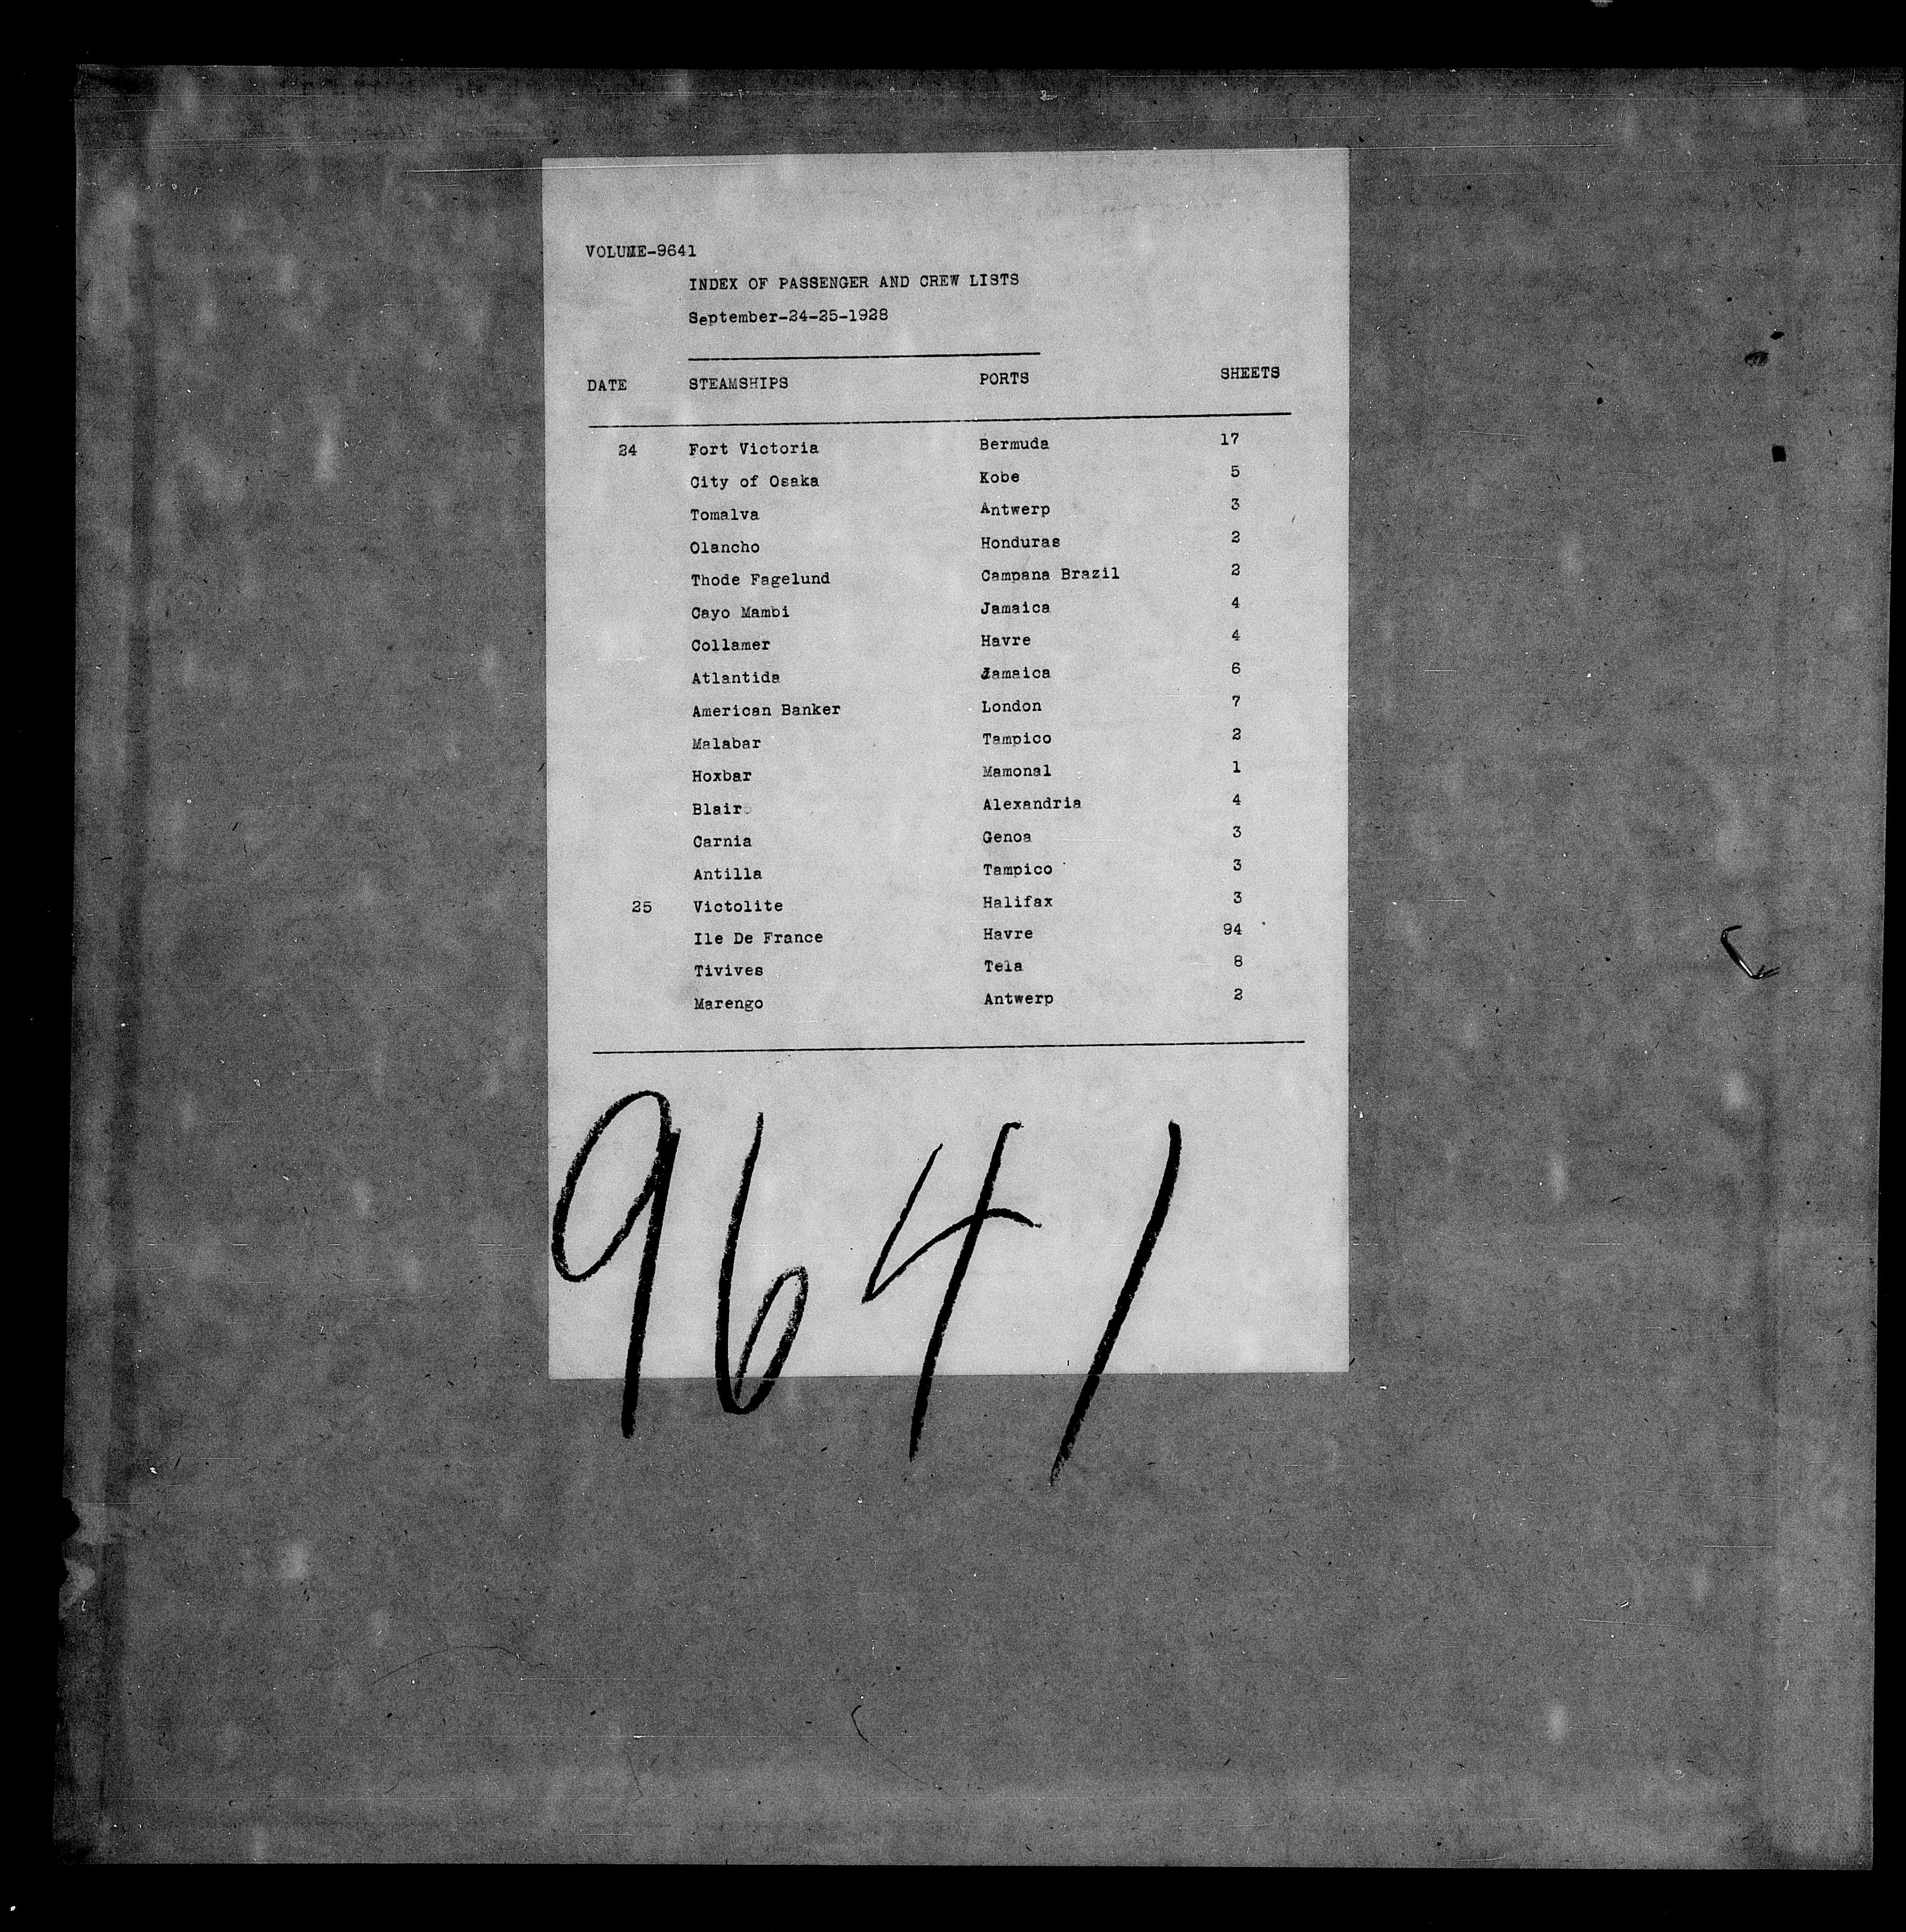 VOLUME-9641
INDEX OF PASSENGER AND CREW LISTS
September-24-25-1928
DATE STEAMSHIPS PORTS SHEETS
24 Fort Victoria Bermuda 17
City of Osaka Kobe 5
Tomalva Antwerp 3
Olancho Honduras 2
Thode Fagelund Campana Brazil 2
Cayo Mambi Jamaica 4
Collamer Havre 4
Atlantida Jamaica 6
American Banker London 7
Malabar Tampico 2
Hoxbar Mamonal 1
Blair Alexandria 4
Carnia Genoa 3
Antilla Tampico 3
25 Victolite Halifax 3
Ile De France Havre 94
Tivives Tela 8
Marengo Antwerp 2
9641